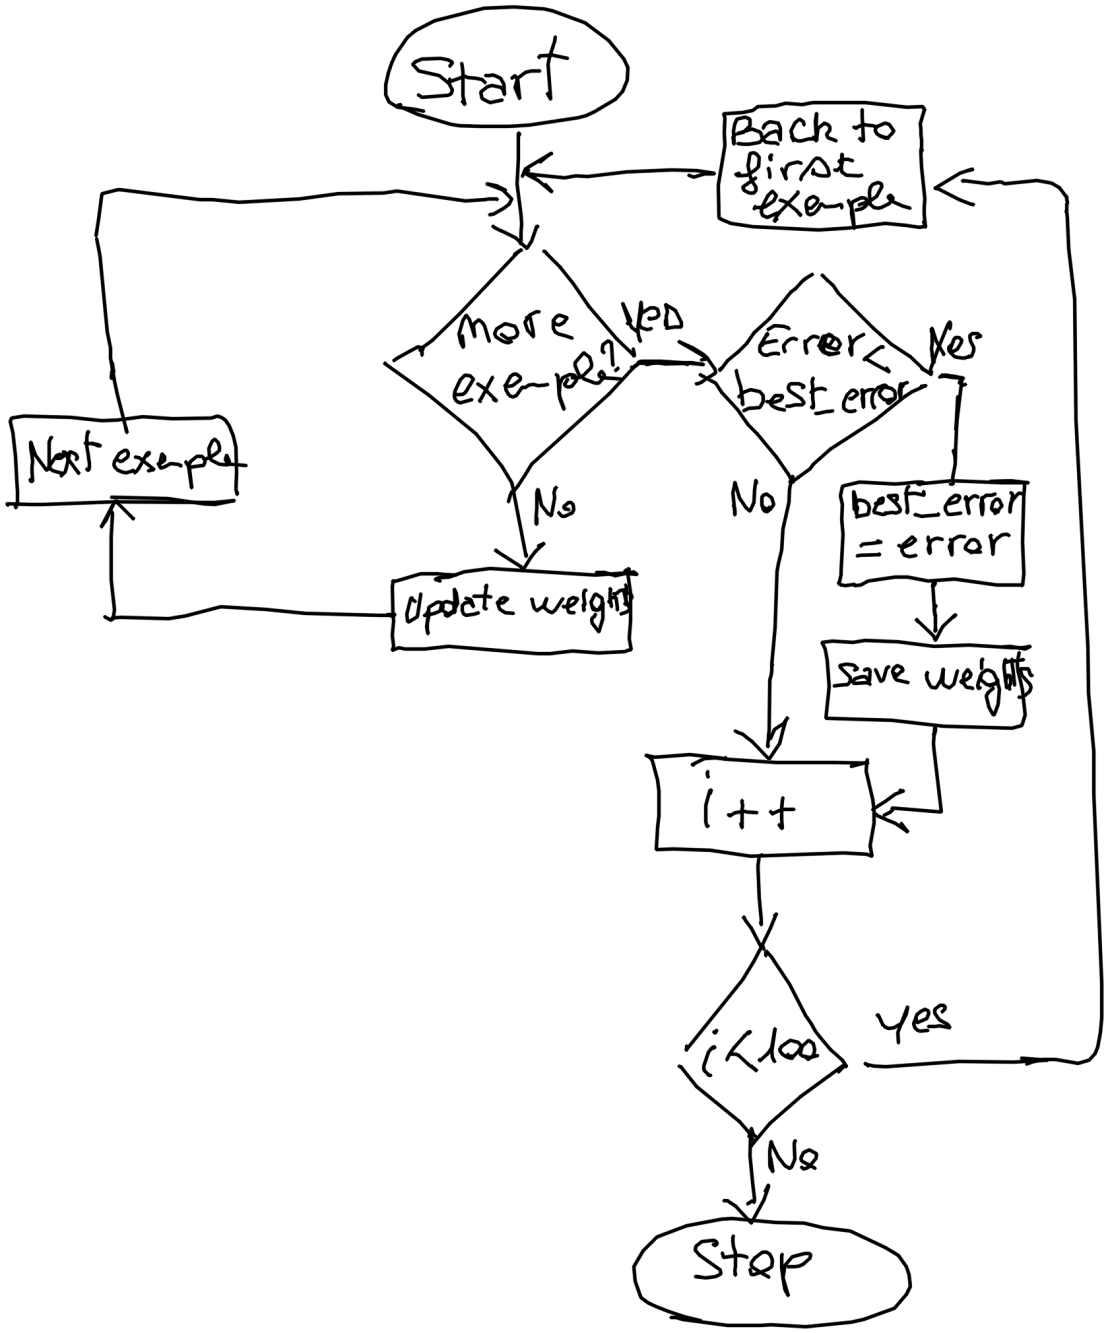 Start
Back to
first
exemple
More
exemple?
Yes
Error<
best_error
Yes
Next exemple
No
No
best_error
= error
Update weights
save weights
i++
i<100
yes
No
Stop